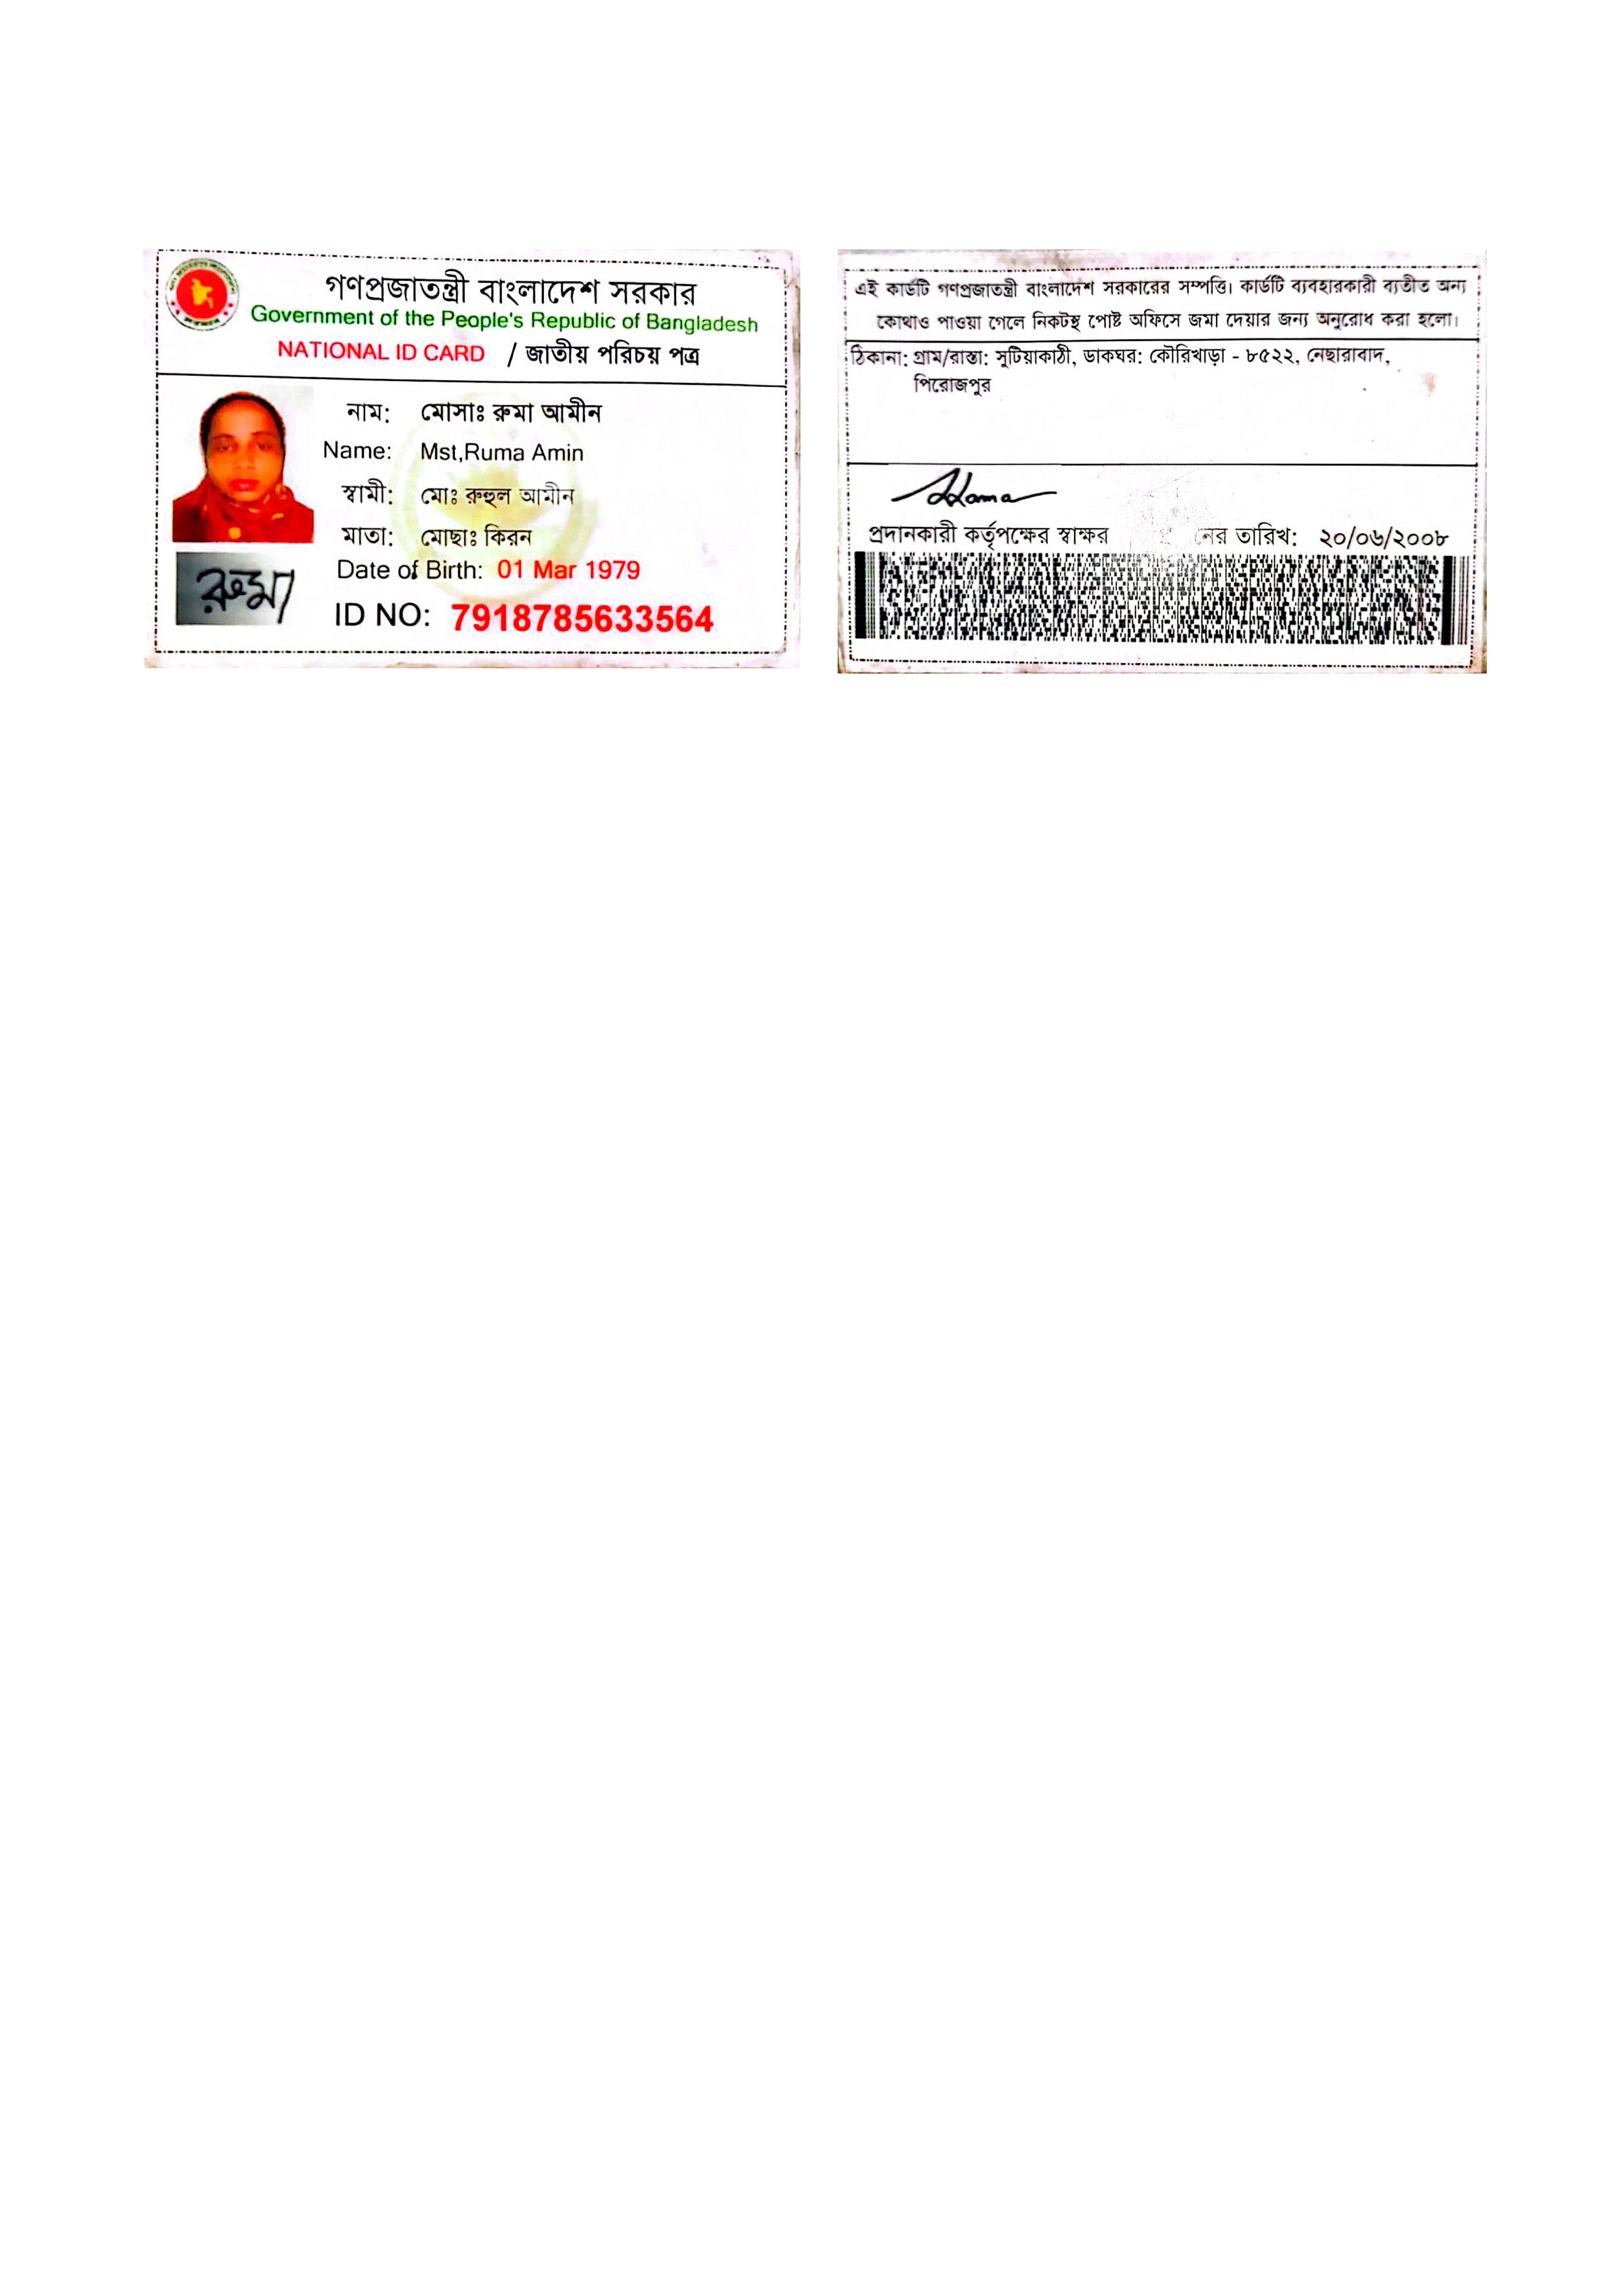 গণপ্রজাতন্ত্রী বাংলাদেশ সরকার
Government of the People's Republic of Bangladesh
NATIONAL ID CARD / জাতীয় পরিচয় পত্র
নাম: মোসাঃ রুমা আমীন
Name: Mst,Ruma Amin
স্বামী: মোঃ রুহুল আমীন
মাতা: মোছাঃ কিরন
Date of Birth: 01 Mar 1979
ID NO: 7918785633564
রুমা
এই কার্ডটি গণপ্রজাতন্ত্রী বাংলাদেশ সরকারের সম্পত্তি। কার্ডটি ব্যবহারকারী ব্যতীত অন্য
কোথাও পাওয়া গেলে নিকটস্থ পোষ্ট অফিসে জমা দেয়ার জন্য অনুরোধ করা হলো।
ঠিকানা: গ্রাম/রাস্তা: সুটিয়াকাঠী, ডাকঘর: কৌরিখাড়া - ৮৫২২, নেছারাবাদ,
পিরোজপুর
প্রদানকারী কর্তৃপক্ষের স্বাক্ষর নের তারিখ: ২০/০৬/২০০৮